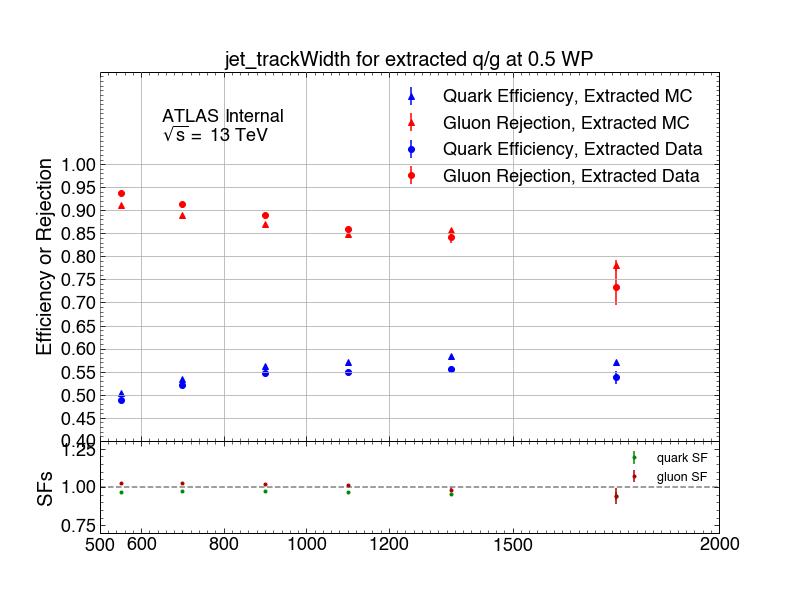 jet_trackWidth for extracted q/g at 0.5 WP
ATLAS Internal
√s = 13 TeV
Quark Efficiency, Extracted MC
Gluon Rejection, Extracted MC
Quark Efficiency, Extracted Data
Gluon Rejection, Extracted Data
Efficiency or Rejection
1.00
0.95
0.90
0.85
0.80
0.75
0.70
0.65
0.60
0.55
0.50
0.45
0.40
SFs
1.25
1.00
0.75
quark SF
gluon SF
500 600 800 1000 1200 1500 2000